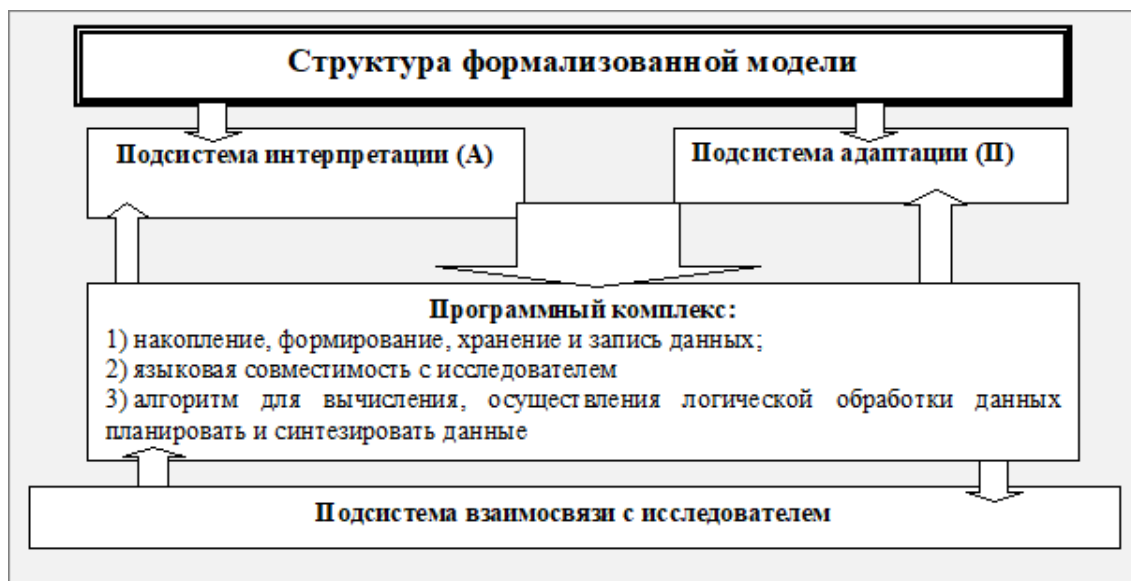 Структура формализованной модели
Подсистема интерпретации (А)
Подсистема адаптации (II)
Программный комплекс:
1) накопление, формирование, хранение и запись данных;
2) языковая совместимость с исследователем
3) алгоритм для вычисления, осуществления логической обработки данных
планировать и синтезировать данные
Подсистема взаимосвязи с исследователем